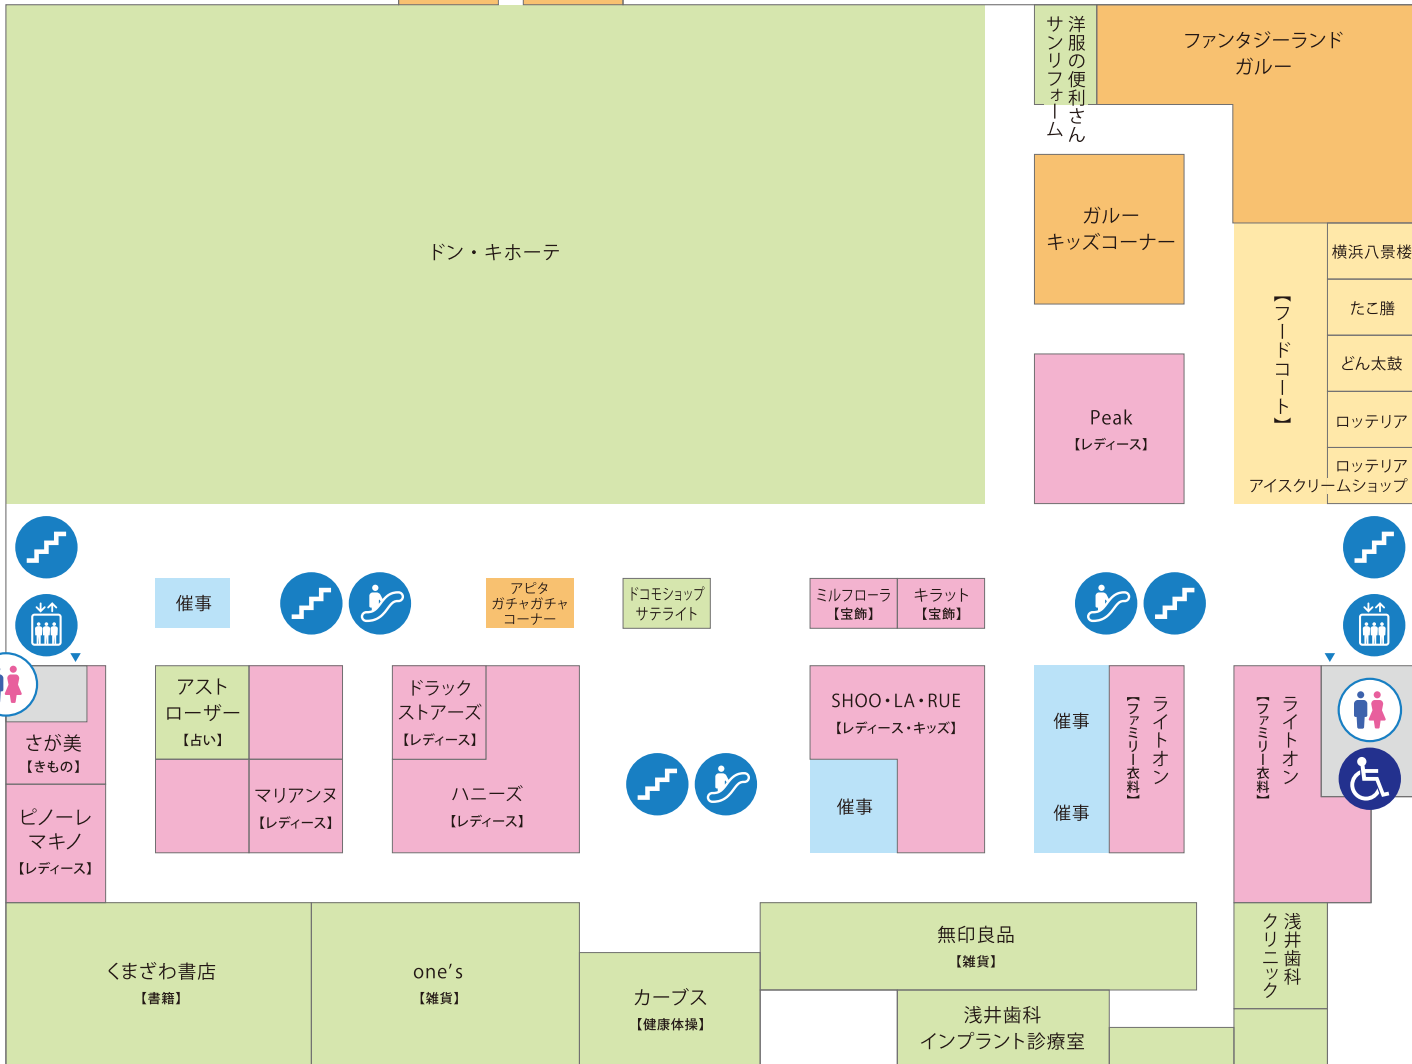 洋服の便利さん
サンリフォーム
ファンタジーランド
ガルー
ドン・キホーテ
ガルー
キッズコーナー
横浜八景楼
たこ膳
【フードコート】
どん太鼓
Peak
【レディース】
ロッテリア
ロッテリア
アイスクリームショップ
催事
アピタ
ガチャガチャ
コーナー
ドコモショップ
サテライト
ミルフローラ
【宝飾】
キラット
【宝飾】
さが美
【きもの】
アスト
ローザー
【占い】
ドラック
ストアーズ
【レディース】
SHOO・LA・RUE
【レディース・キッズ】
催事
ライトオン
【ファミリー衣料】
ライトオン
【ファミリー衣料】
ピノーレ
マキノ
【レディース】
マリアンヌ
【レディース】
ハニーズ
【レディース】
催事
催事
くまざわ書店
【書籍】
one's
【雑貨】
カーブス
【健康体操】
無印良品
【雑貨】
浅井歯科
クリニック
浅井歯科
インプラント診療室